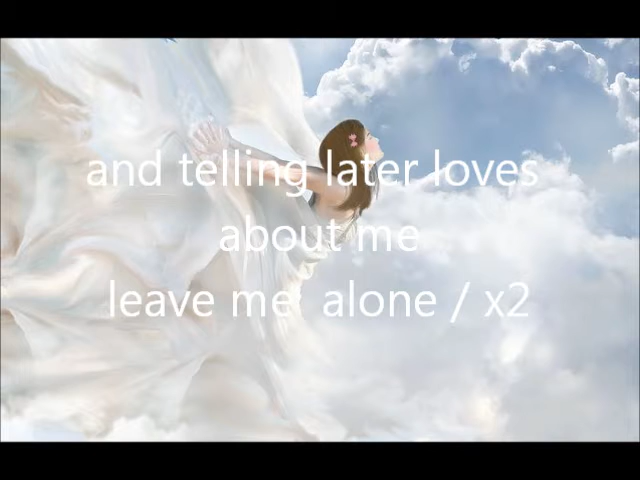 and telling later loves
about me
leave me  alone / x2